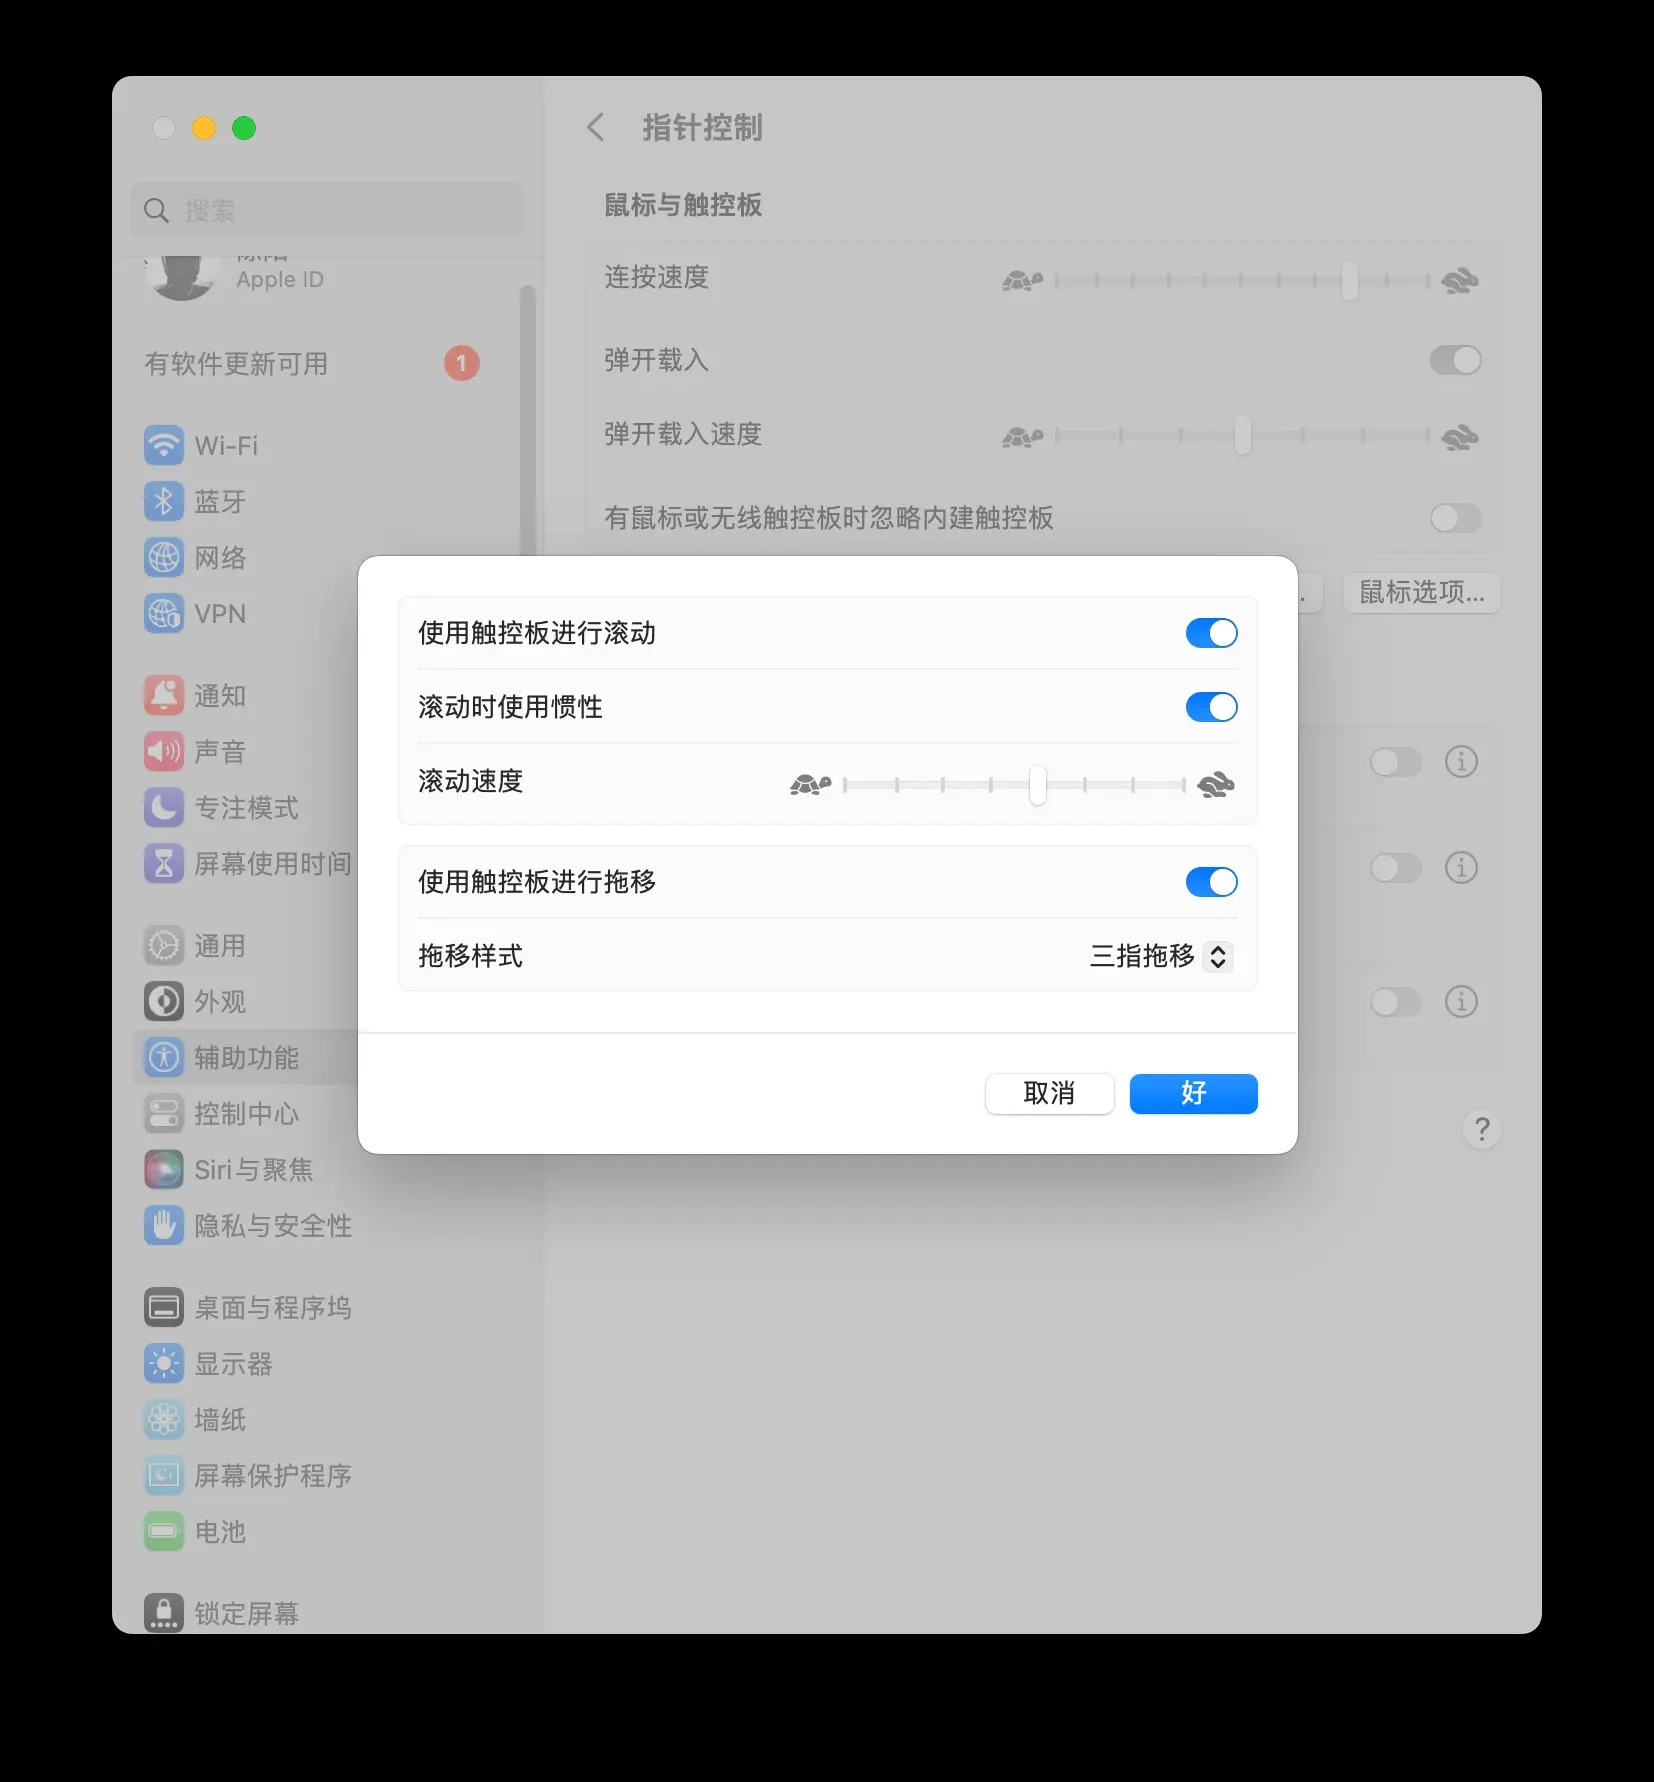 指针控制
搜索
Apple ID
有软件更新可用
1
Wi-Fi
蓝牙
网络
VPN
通知
声音
专注模式
屏幕使用时间
通用
外观
辅助功能
控制中心
Siri与聚焦
隐私与安全性
桌面与程序坞
显示器
墙纸
屏幕保护程序
电池
锁定屏幕
鼠标与触控板
连按速度
弹开载入
弹开载入速度
有鼠标或无线触控板时忽略内建触控板
鼠标选项...
?
使用触控板进行滚动
滚动时使用惯性
滚动速度
使用触控板进行拖移
拖移样式
三指拖移
取消
好